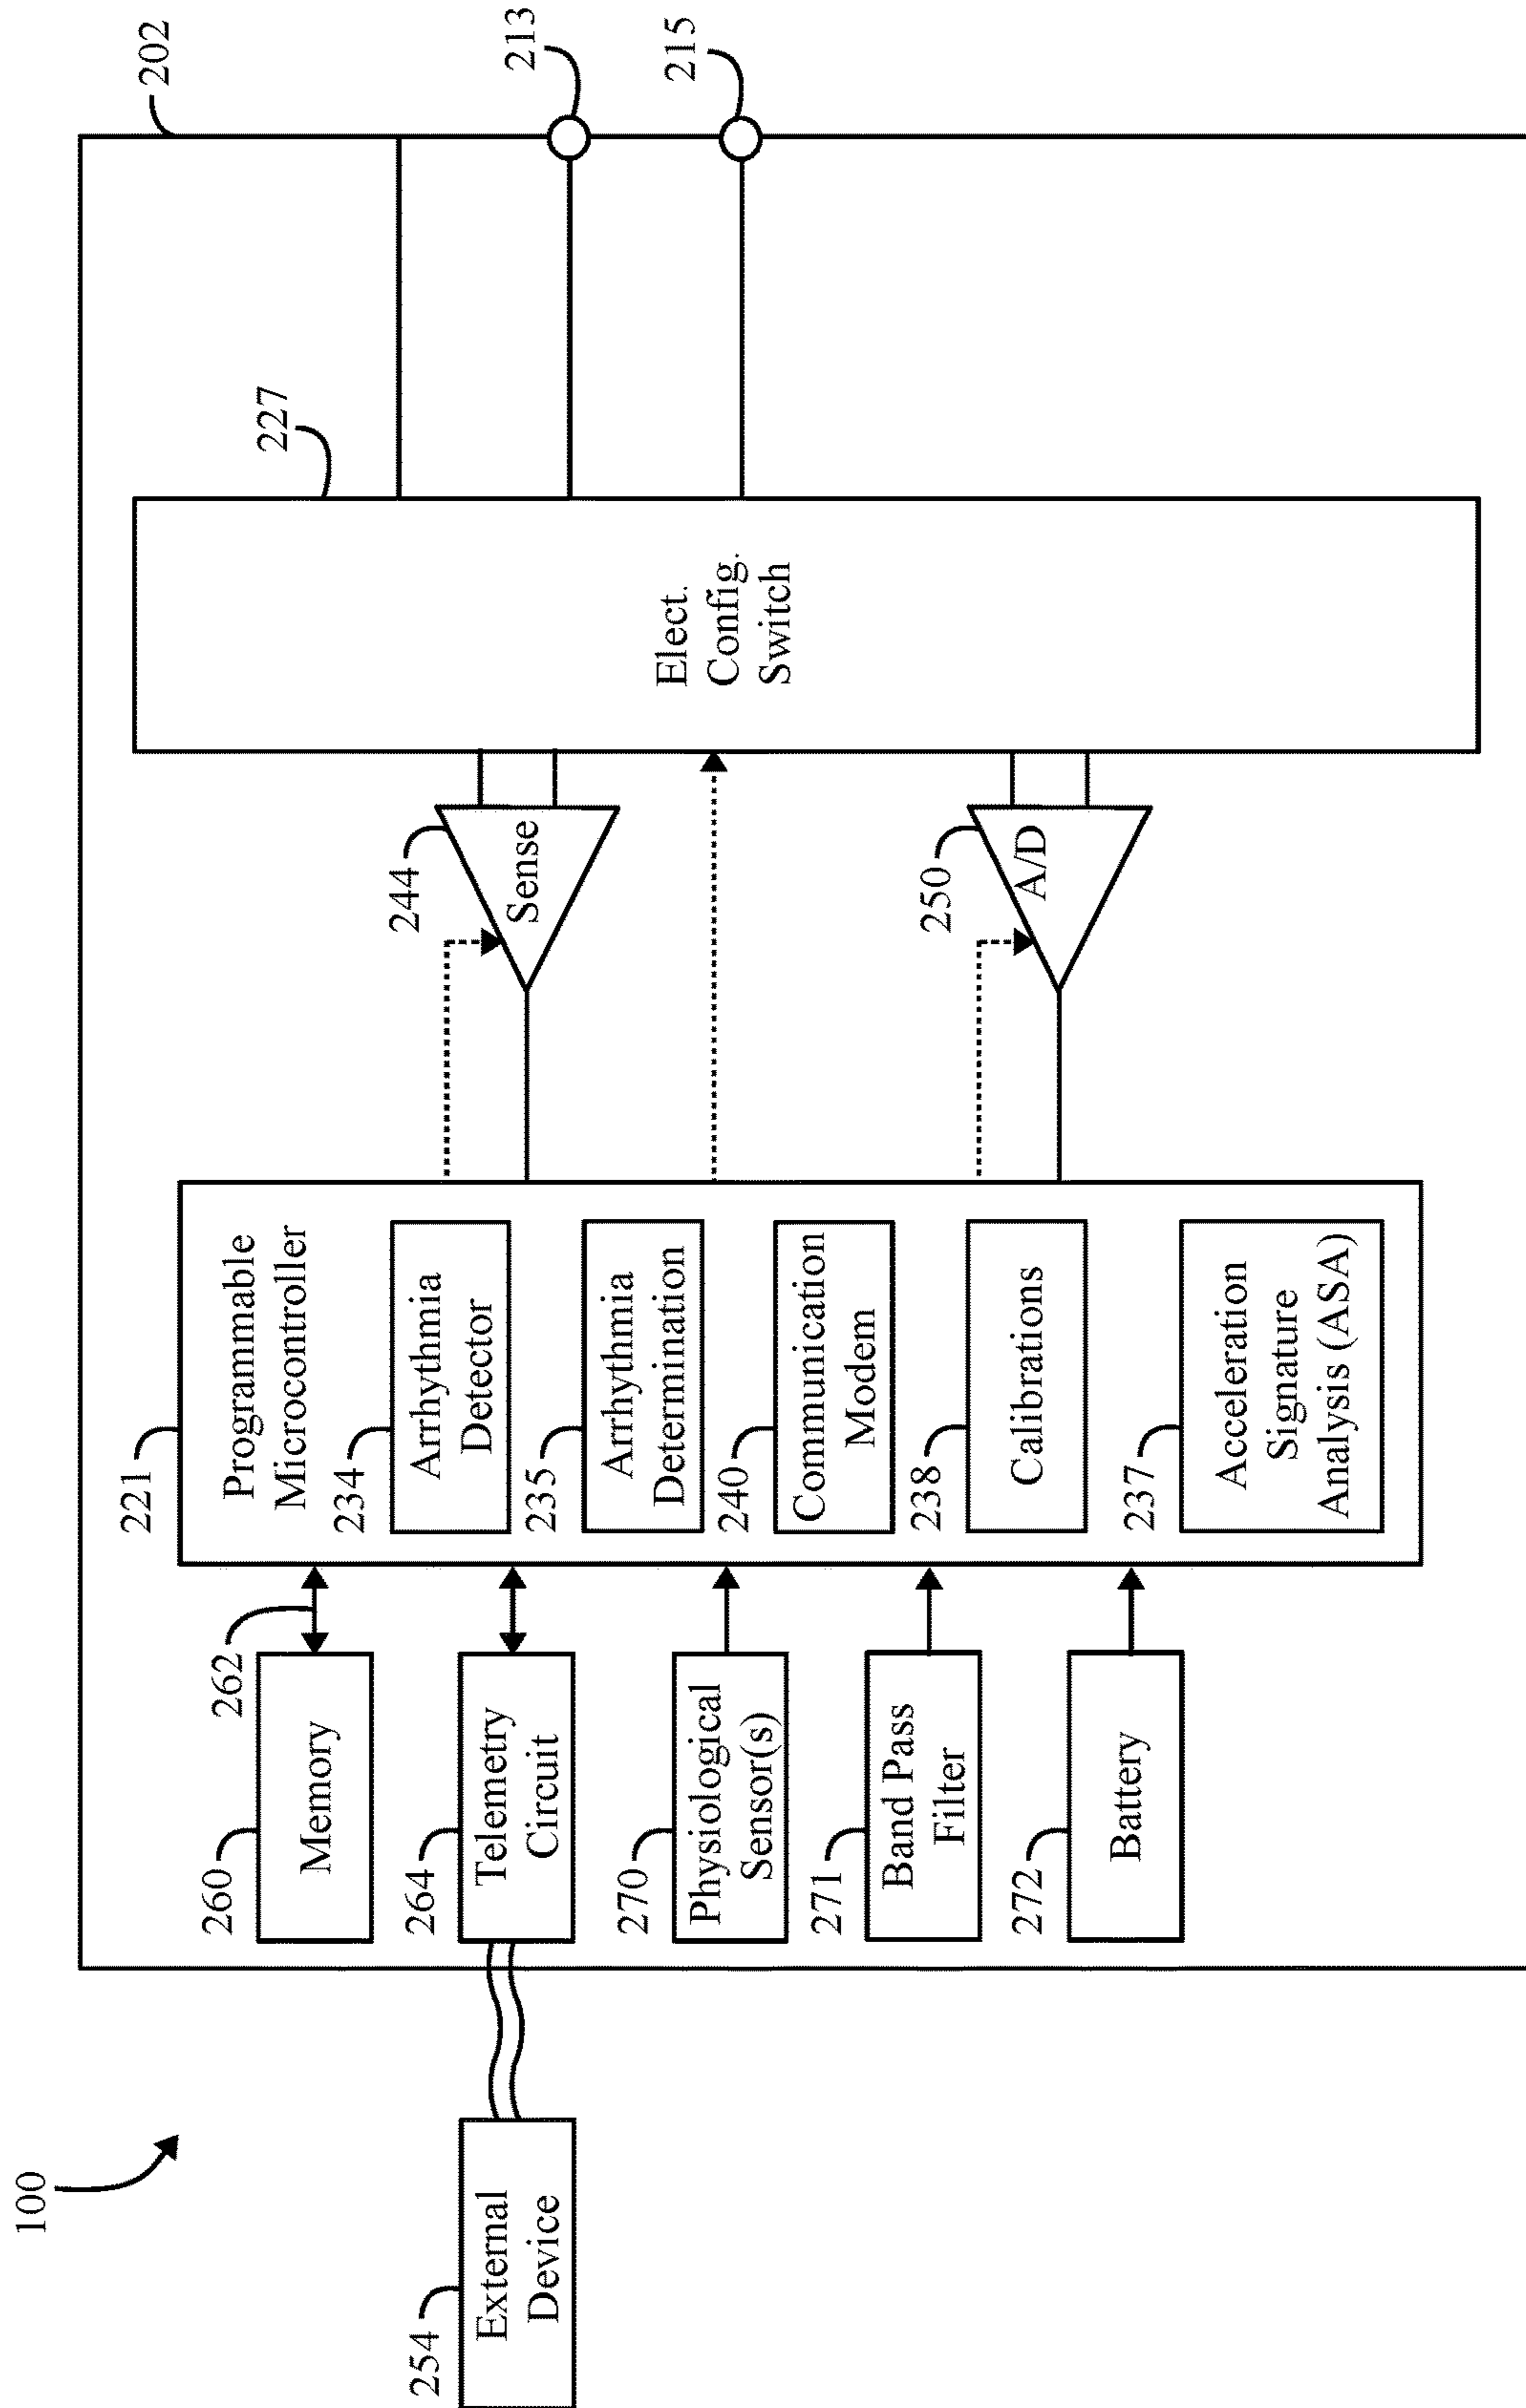 100
202
221
Programmable
Microcontroller
227
213
215
262
260
Memory
234
Arrhythmia
Detector
244
Sense
254
External
Device
264
Telemetry
Circuit
235
Arrhythmia
Determination
Elect.
Config.
Switch
270
Physiological
Sensor(s)
240
Communication
Modem
271
Band Pass
Filter
238
Calibrations
250
A/D
272
Battery
237
Acceleration
Signature
Analysis (ASA)